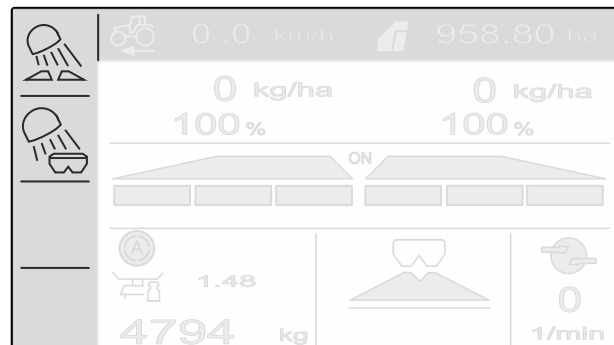 0.0 km/h 958.80 ha
0 kg/ha 0 kg/ha
100 % 100 %
ON
A
1.48
4794 kg
0
1/min